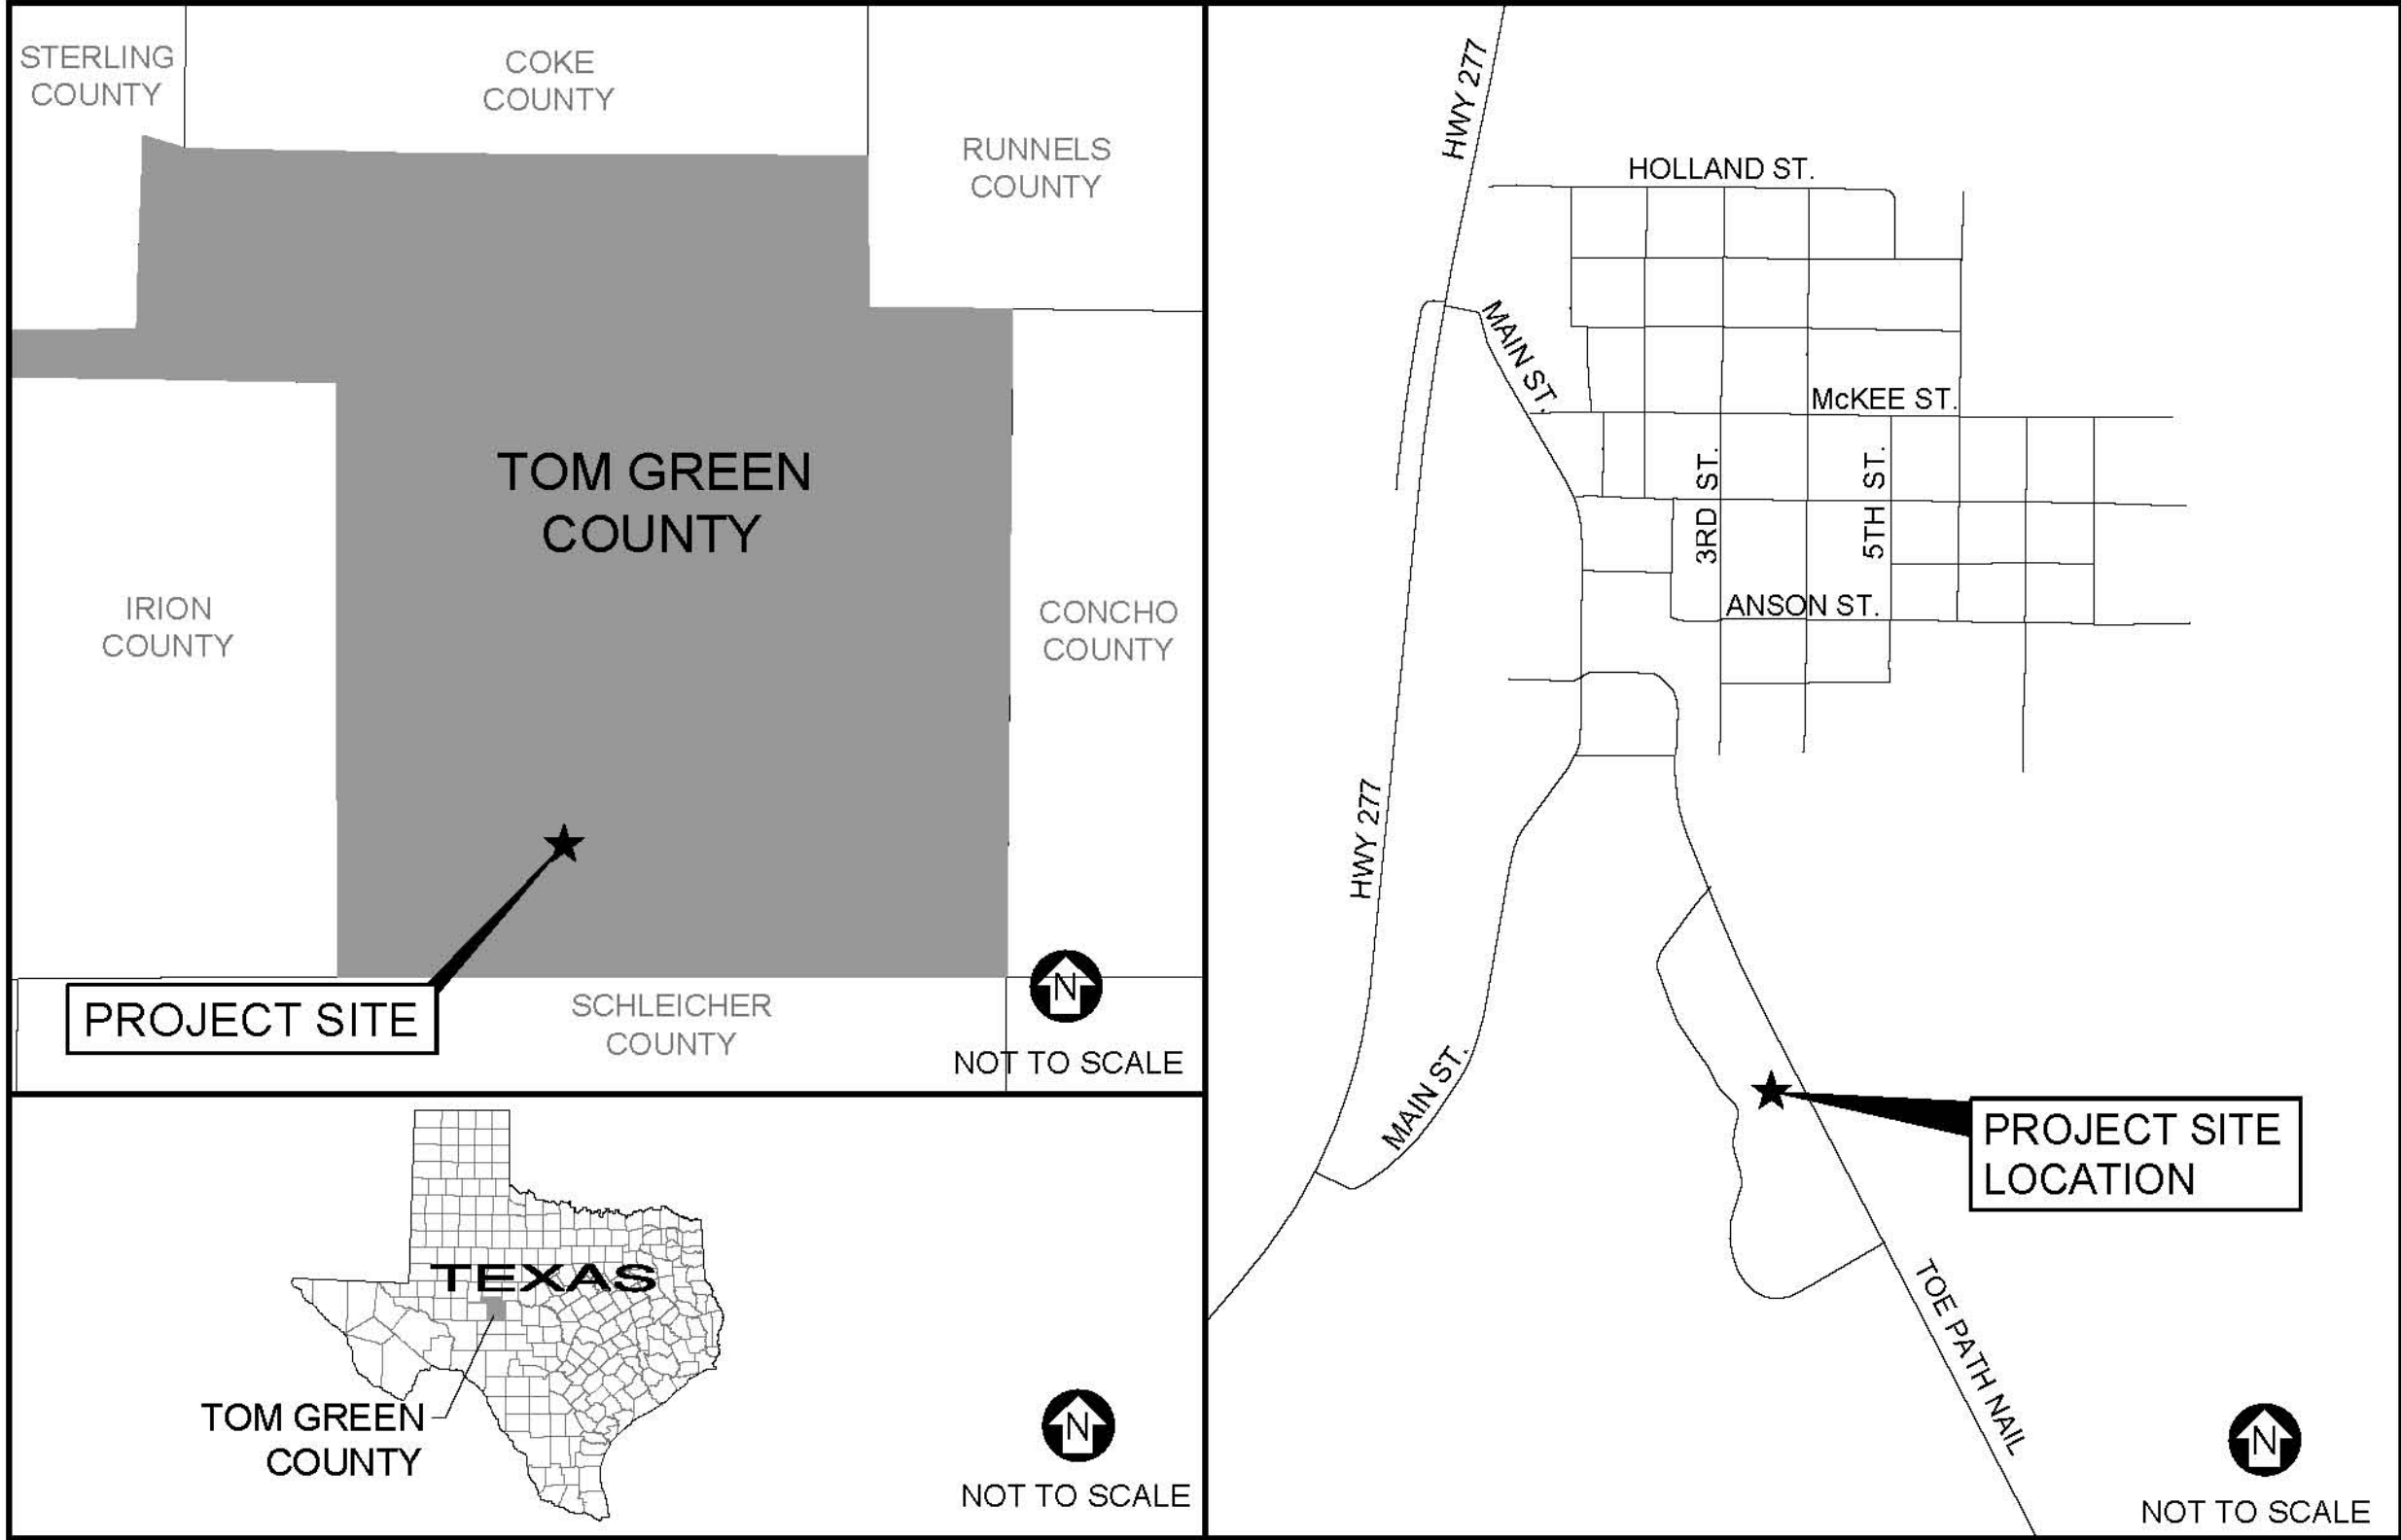 STERLING
COUNTY
COKE
COUNTY
RUNNELS
COUNTY
TOM GREEN
COUNTY
IRION
COUNTY
CONCHO
COUNTY
PROJECT SITE
SCHLEICHER
COUNTY
N
NOT TO SCALE
TEXAS
TOM GREEN
COUNTY
N
NOT TO SCALE
HWY 277
HOLLAND ST.
MAIN ST.
McKEE ST.
3RD ST.
5TH ST.
ANSON ST.
HWY 277
MAIN ST.
PROJECT SITE
LOCATION
TOE PATH NAIL
N
NOT TO SCALE